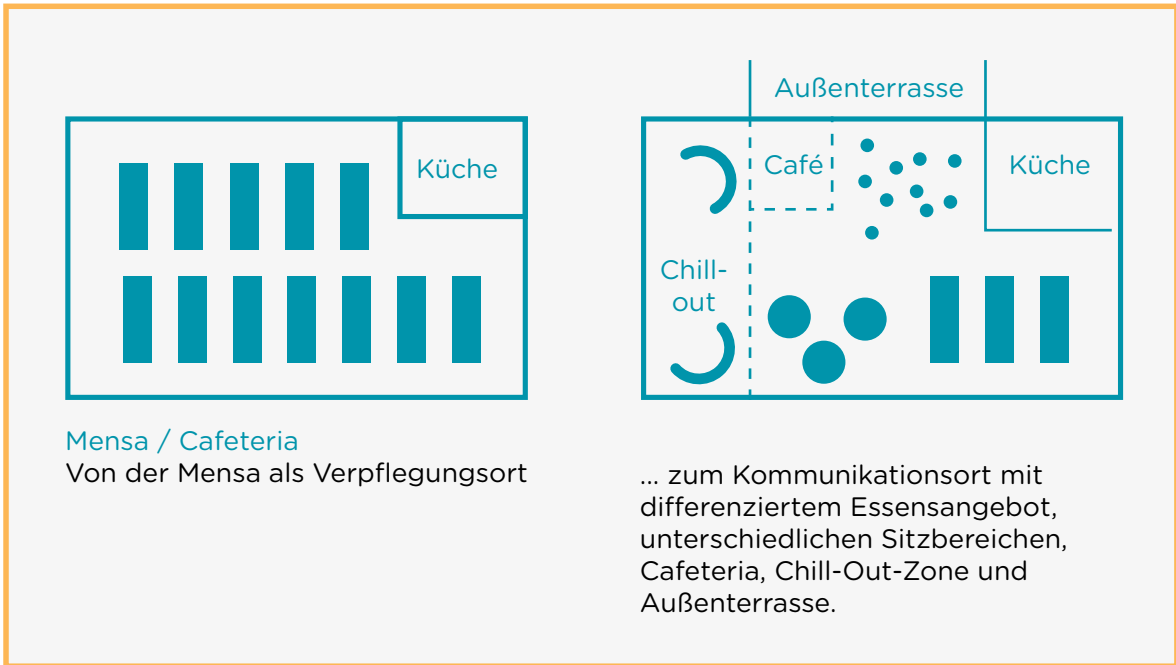 Küche
Mensa / Cafeteria
Von der Mensa als Verpflegungsort
Außenterrasse
Café
Küche
Chill-
out
... zum Kommunikationsort mit
differenziertem Essensangebot,
unterschiedlichen Sitzbereichen,
Cafeteria, Chill-Out-Zone und
Außenterrasse.